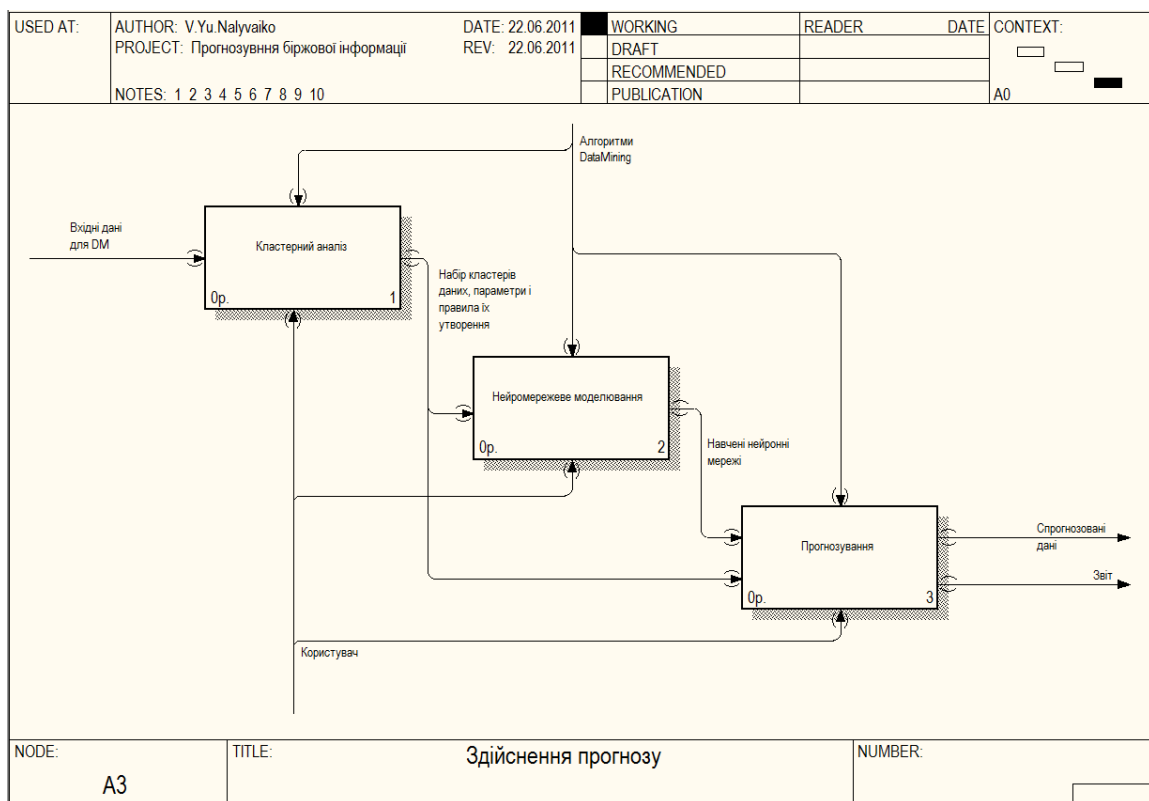 USED AT:
AUTHOR: V.Yu.Nalyvaiko
DATE: 22.06.2011
WORKING
READER
DATE
CONTEXT:
PROJECT: Прогнозувння біржової інформації
REV: 22.06.2011
DRAFT
RECOMMENDED
NOTES: 1 2 3 4 5 6 7 8 9 10
PUBLICATION
A0
Алгоритми
DataMining
Вхідні дані
для DM
Кластерний аналіз
0р.
1
Набір кластерів
даних, параметри і
правила їх
утворення
Нейромережеве моделювання
0р.
2
Навчені нейронні
мережі
Прогнозування
0р.
3
Спрогнозовані
дані
Звіт
Користувач
NODE:
A3
TITLE:
Здійснення прогнозу
NUMBER: